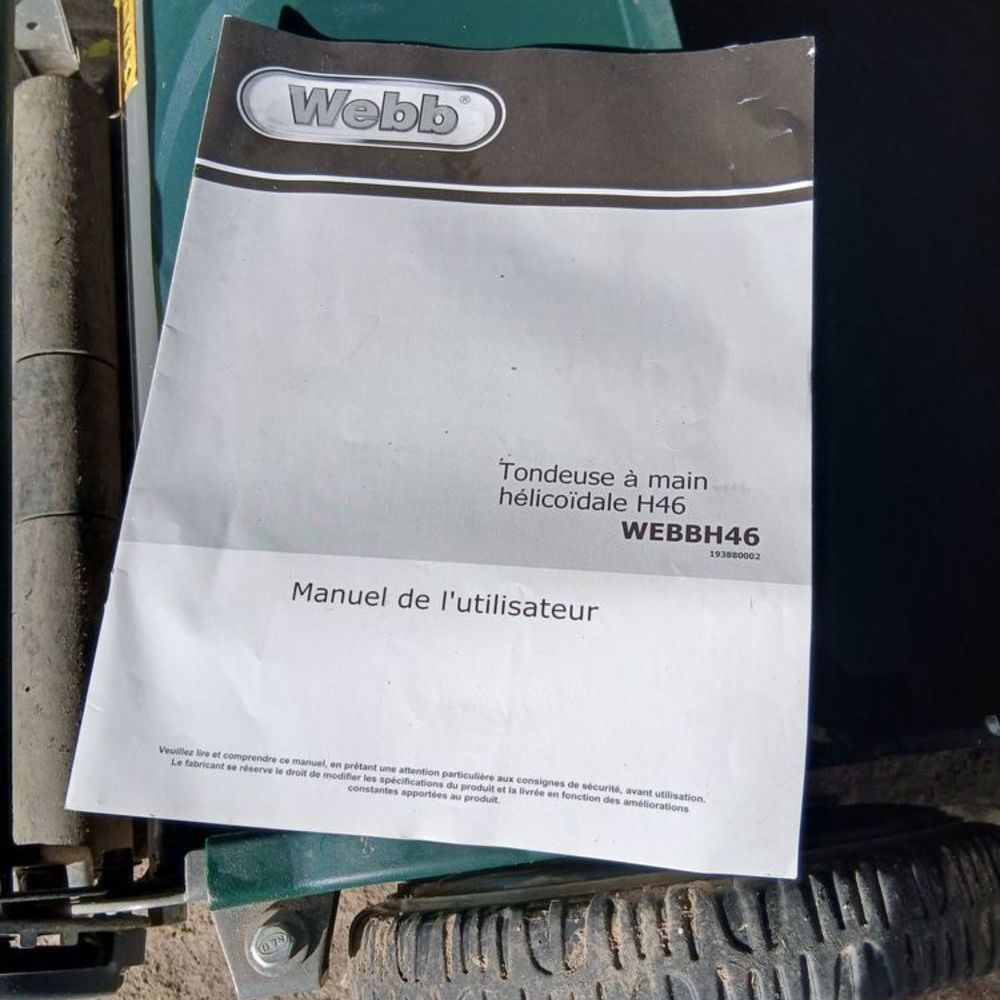 Webb®
Tondeuse à main
hélicoïdale H46
WEBBH46
193880002
Manuel de l'utilisateur
Veuillez lire et comprendre ce manuel, en prêtant une attention particulière aux consignes de sécurité, avant utilisation.
Le fabricant se réserve le droit de modifier les spécifications du produit et la livrée en fonction des améliorations
constantes apportées au produit.